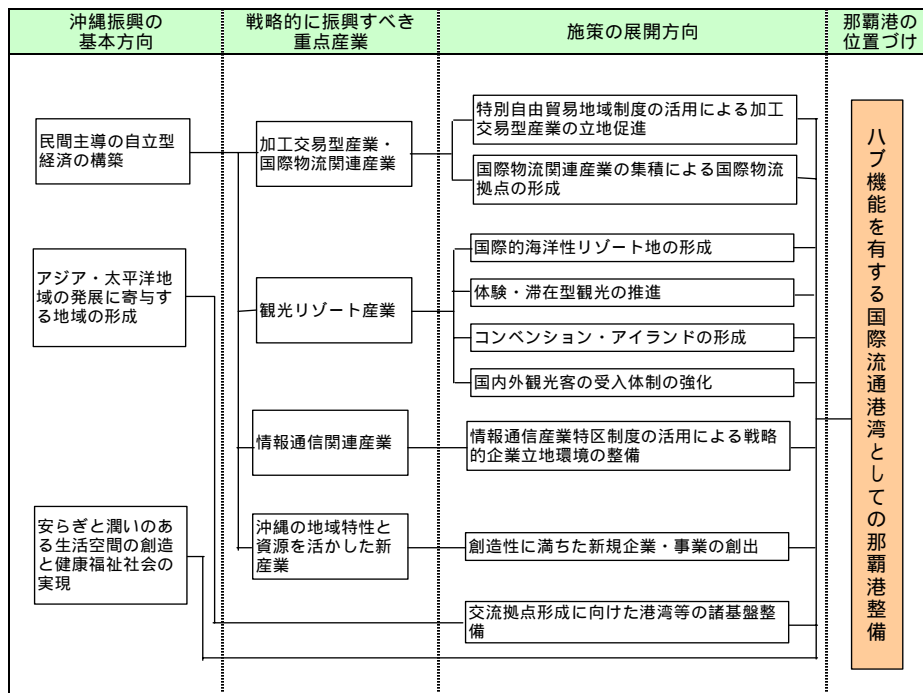 沖縄振興の
基本方向
戦略的に振興すべき
重点産業
施策の展開方向
那覇港の
位置づけ
民間主導の自立型
経済の構築
アジア・太平洋地
域の発展に寄与す
る地域の形成
安らぎと潤いのあ
る生活空間の創造
と健康福祉社会の
実現
加工交易型産業・
国際物流関連産業
観光リゾート産業
情報通信関連産業
沖縄の地域特性と
資源を活かした新
産業
特別自由貿易地域制度の活用による加工
交易型産業の立地促進
国際物流関連産業の集積による国際物流
拠点の形成
国際的海洋性リゾート地の形成
体験・滞在型観光の推進
コンベンション・アイランドの形成
国内外観光客の受入体制の強化
情報通信産業特区制度の活用による戦略
的企業立地環境の整備
創造性に満ちた新規企業・事業の創出
交流拠点形成に向けた港湾等の諸基盤整
備
ハブ機能を有する国際流通港湾としての那覇港整備